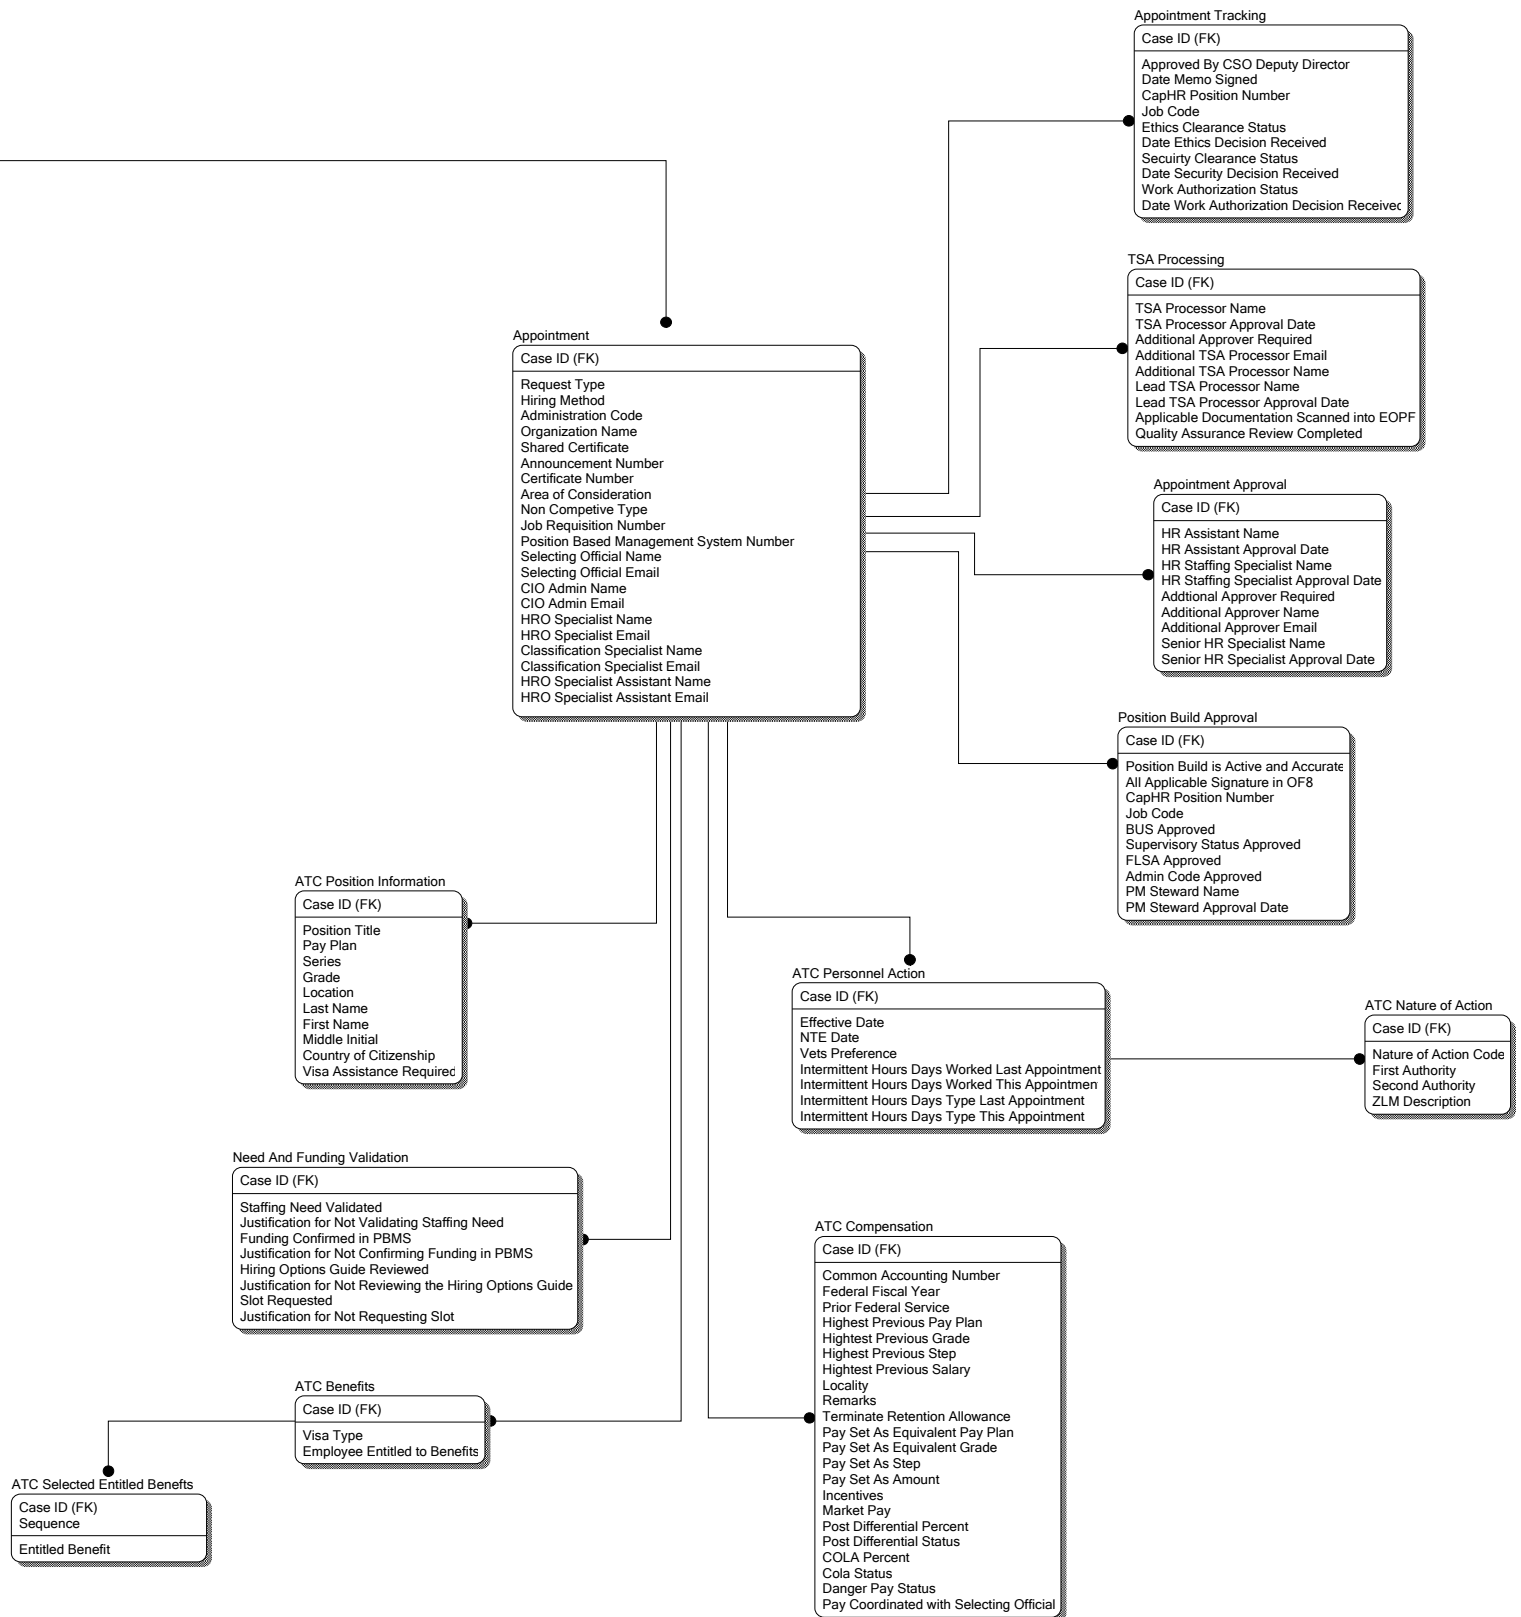 Appointment Tracking
Case ID (FK)
Approved By CSO Deputy Director
Date Memo Signed
CapHR Position Number
Job Code
Ethics Clearance Status
Date Ethics Decision Received
Secuirty Clearance Status
Date Security Decision Received
Work Authorization Status
Date Work Authorization Decision Received
TSA Processing
Case ID (FK)
TSA Processor Name
TSA Processor Approval Date
Additional Approver Required
Additional TSA Processor Email
Additional TSA Processor Name
Lead TSA Processor Name
Lead TSA Processor Approval Date
Applicable Documentation Scanned into EOPF
Quality Assurance Review Completed
Appointment
Case ID (FK)
Request Type
Hiring Method
Administration Code
Organization Name
Shared Certificate
Announcement Number
Certificate Number
Area of Consideration
Non Competive Type
Job Requisition Number
Position Based Management System Number
Selecting Official Name
Selecting Official Email
CIO Admin Name
CIO Admin Email
HRO Specialist Name
HRO Specialist Email
Classification Specialist Name
Classification Specialist Email
HRO Specialist Assistant Name
HRO Specialist Assistant Email
Appointment Approval
Case ID (FK)
HR Assistant Name
HR Assistant Approval Date
HR Staffing Specialist Name
HR Staffing Specialist Approval Date
Addtional Approver Required
Additional Approver Name
Additional Approver Email
Senior HR Specialist Name
Senior HR Specialist Approval Date
Position Build Approval
Case ID (FK)
Position Build is Active and Accurate
All Applicable Signature in OF8
CapHR Position Number
Job Code
BUS Approved
Supervisory Status Approved
FLSA Approved
Admin Code Approved
PM Steward Name
PM Steward Approval Date
ATC Position Information
Case ID (FK)
Position Title
Pay Plan
Series
Grade
Location
Last Name
First Name
Middle Initial
Country of Citizenship
Visa Assistance Required
ATC Personnel Action
Case ID (FK)
Effective Date
NTE Date
Vets Preference
Intermittent Hours Days Worked Last Appointment
Intermittent Hours Days Worked This Appointmen
Intermittent Hours Days Type Last Appointment
Intermittent Hours Days Type This Appointment
ATC Nature of Action
Case ID (FK)
Nature of Action Code
First Authority
Second Authority
ZLM Description
Need And Funding Validation
Case ID (FK)
Staffing Need Validated
Justification for Not Validating Staffing Need
Funding Confirmed in PBMS
Justification for Not Confirming Funding in PBMS
Hiring Options Guide Reviewed
Justification for Not Reviewing the Hiring Options Guide
Slot Requested
Justification for Not Requesting Slot
ATC Compensation
Case ID (FK)
Common Accounting Number
Federal Fiscal Year
Prior Federal Service
Highest Previous Pay Plan
Hightest Previous Grade
Highest Previous Step
Hightest Previous Salary
Locality
Remarks
Terminate Retention Allowance
Pay Set As Equivalent Pay Plan
Pay Set As Equivalent Grade
Pay Set As Step
Pay Set As Amount
Incentives
Market Pay
Post Differential Percent
Post Differential Status
COLA Percent
Cola Status
Danger Pay Status
Pay Coordinated with Selecting Official
ATC Benefits
Case ID (FK)
Visa Type
Employee Entitled to Benefits
ATC Selected Entitled Benefts
Case ID (FK)
Sequence
Entitled Benefit